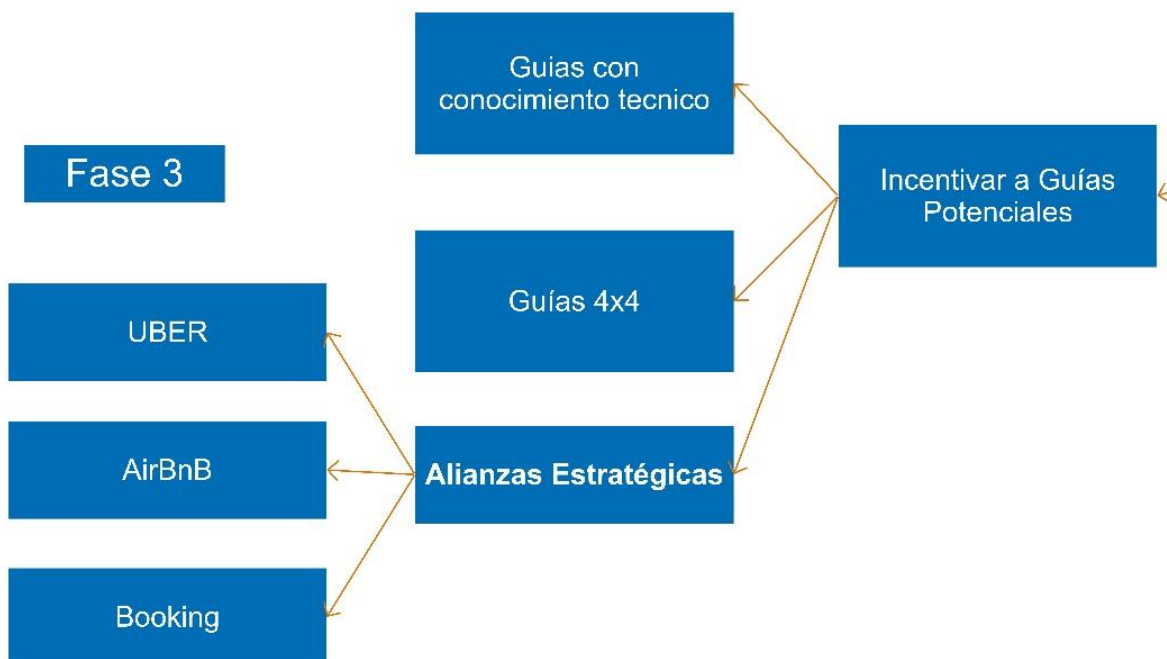 Guias con
conocimiento tecnico
Fase 3
Incentivar a Guías
Potenciales
Guías 4x4
UBER
AirBnB
Alianzas Estratégicas
Booking